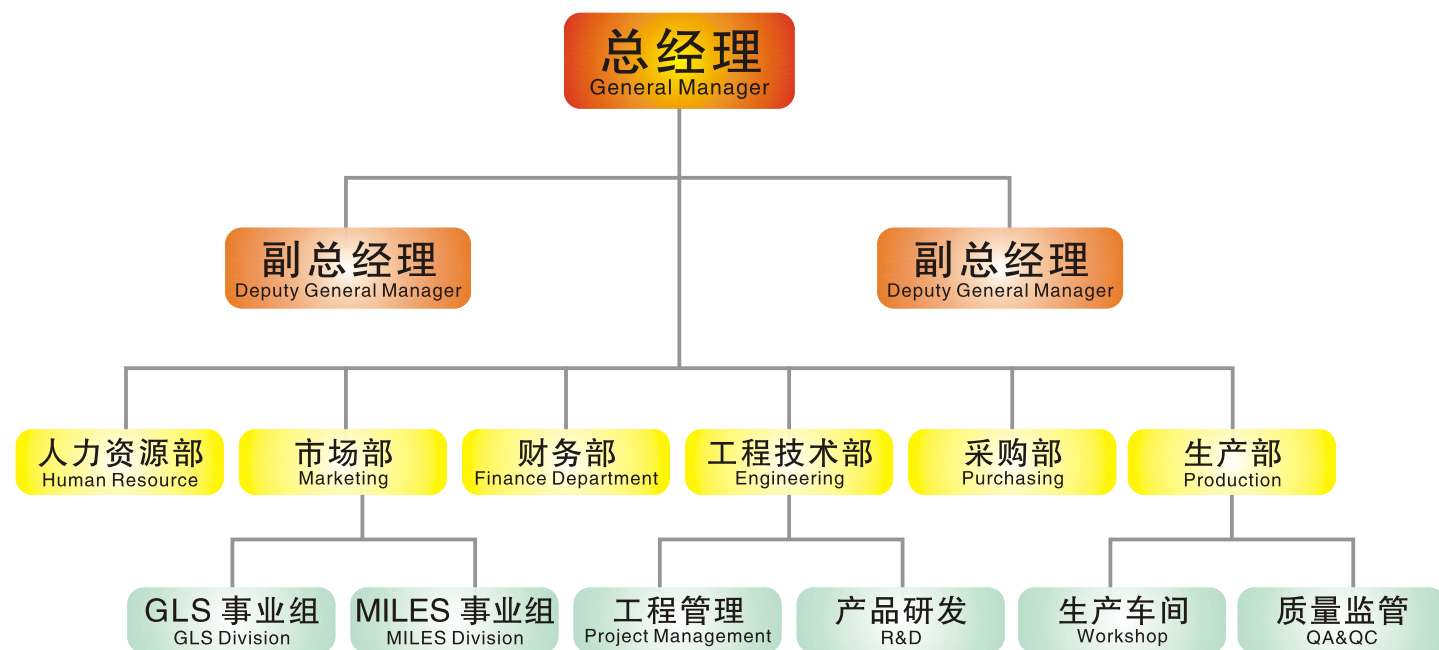 总经理
General Manager
副总经理
Deputy General Manager
副总经理
Deputy General Manager
人力资源部
Human Resource
市场部
Marketing
财务部
Finance Department
工程技术部
Engineering
采购部
Purchasing
生产部
Production
GLS 事业组
GLS Division
MILES 事业组
MILES Division
工程管理
Project Management
产品研发
R&D
生产车间
Workshop
质量监管
QA&QC